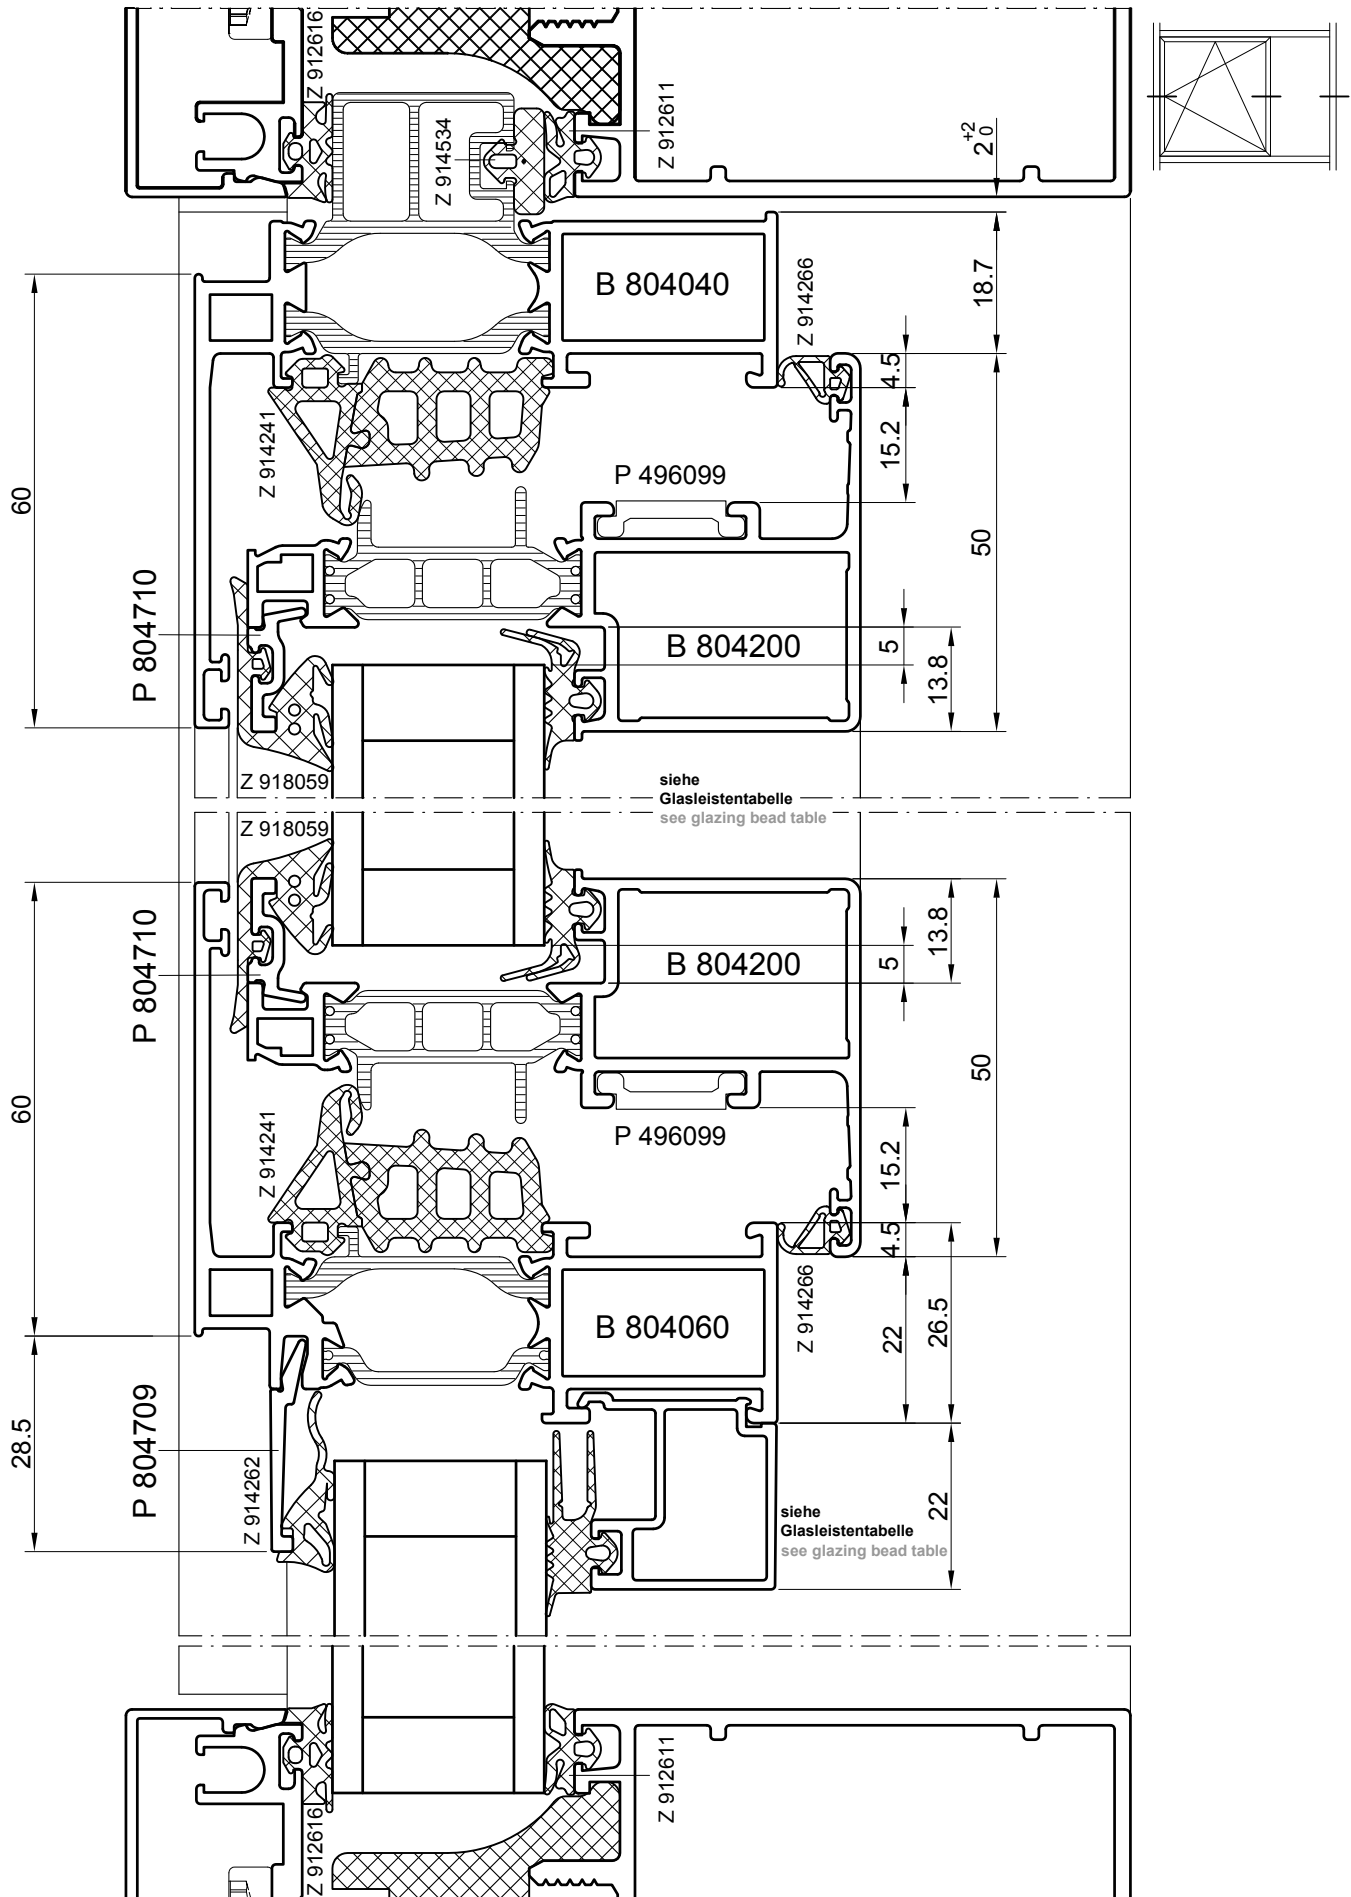 Z 912616
Z 914534
Z 912611
2 +2 0
B 804040
Z 914266
18.7
4.5
Z 914241
15.2
P 496099
60
50
P 804710
B 804200
5
13.8
Z 918059
siehe
Glasleistentabelle
see glazing bead table
Z 918059
P 804710
B 804200
13.8
5
50
60
Z 914241
P 496099
15.2
4.5
Z 914266
B 804060
22
26.5
28.5
P 804709
Z 914262
siehe
Glasleistentabelle
see glazing bead table
22
Z 912611
Z 912616